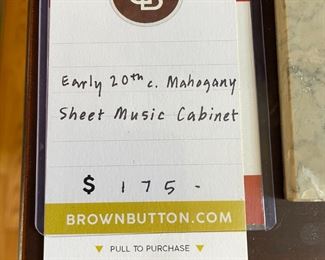 Early 20th c. Mahogany
Sheet Music Cabinet
$ 175-
BROWNBUTTON.COM
▼ PULL TO PURCHASE ▼